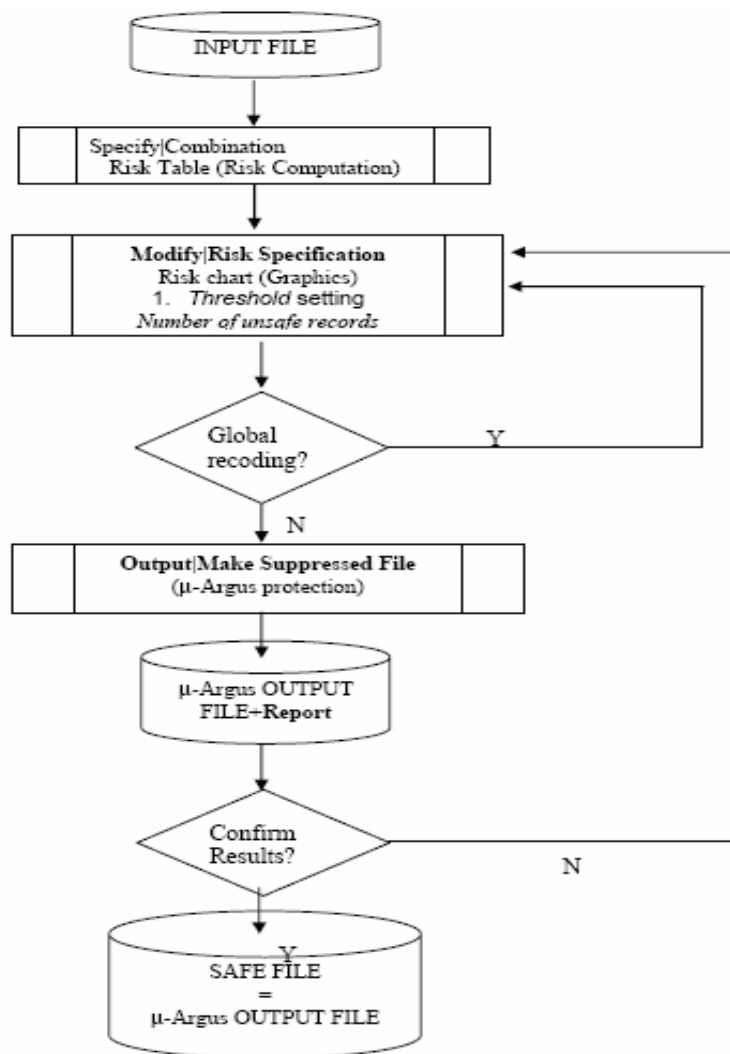 INPUT FILE
Specify|Combination
Risk Table (Risk Computation)
Modify|Risk Specification
Risk chart (Graphics)
1. Threshold setting
Number of unsafe records
Global
recoding?
Y
N
Output|Make Suppressed File
(μ-Argus protection)
μ-Argus OUTPUT
FILE+Report
Confirm
Results?
N
Y
SAFE FILE
=
μ-Argus OUTPUT FILE